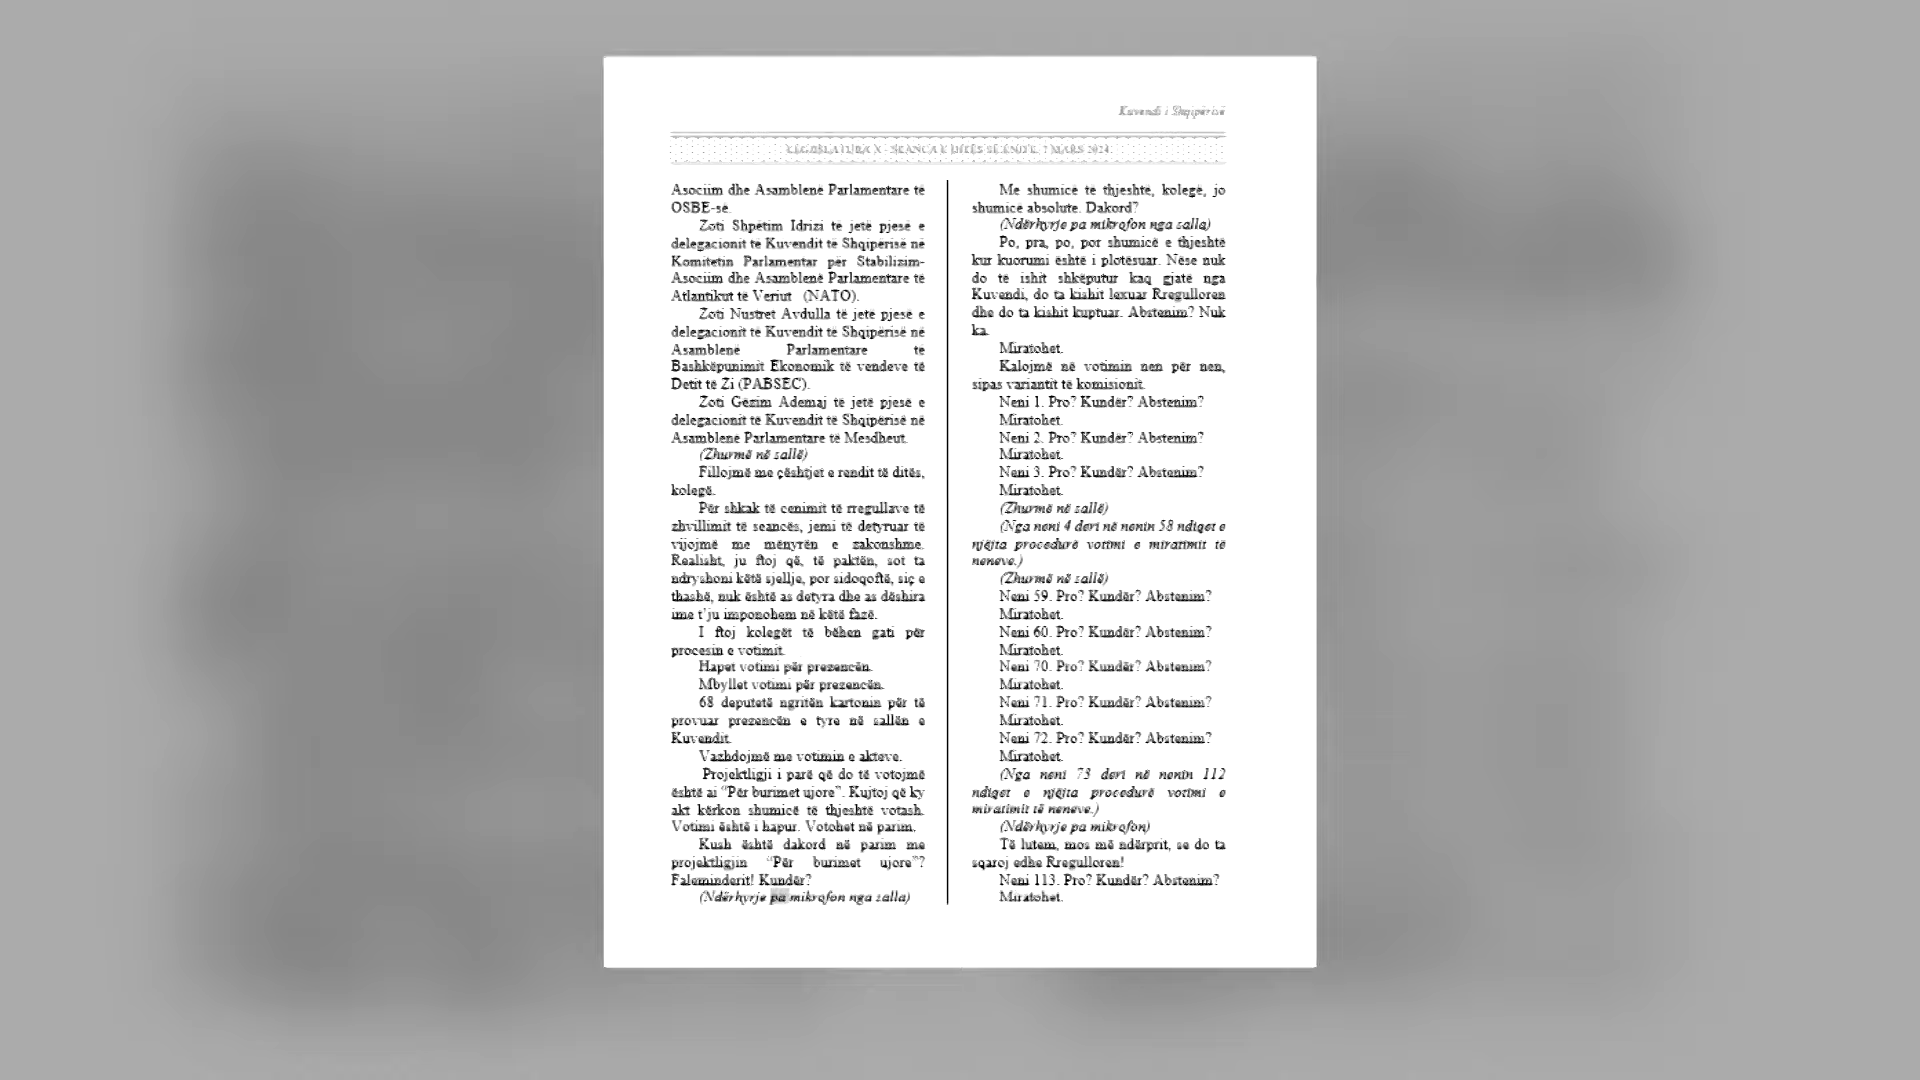 Kuvendi i Shqipërisë
LEGJISLATURA X - SEANCA E DITËS SË ENJTE, 7 MARS 2024
Asociim dhe Asamblenë Parlamentare të
OSBE-së.
Zoti Shpëtim Idrizi të jetë pjesë e
delegacionit të Kuvendit të Shqipërisë në
Komitetin Parlamentar për Stabilizim-
Asociim dhe Asamblenë Parlamentare të
Atlantikut të Veriut (NATO).
Zoti Nustret Avdulla të jetë pjesë e
delegacionit të Kuvendit të Shqipërisë në
Asamblenë Parlamentare të
Bashkëpunimit Ekonomik të vendeve të
Detit të Zi (PABSEC).
Zoti Gëzim Ademaj të jetë pjesë e
delegacionit të Kuvendit të Shqipërisë në
Asamblenë Parlamentare të Mesdheut.
(Zhurmë në sallë)
Fillojmë me çështjet e rendit të ditës,
kolegë.
Për shkak të cenimit të rregullave të
zhvillimit të seancës, jemi të detyruar të
vijojmë me mënyrën e zakonshme.
Realisht, ju ftoj që, të paktën, sot ta
ndryshoni këtë sjellje, por sidoqoftë, siç e
thashë, nuk është as detyra dhe as dëshira
ime t'ju imponohem në këtë fazë.
I ftoj kolegët të bëhen gati për
procesin e votimit.
Hapet votimi për prezencën.
Mbyllet votimi për prezencën.
68 deputetë ngritën kartonin për të
provuar prezencën e tyre në sallën e
Kuvendit.
Vazhdojmë me votimin e akteve.
Projektligji i parë që do të votojmë
është ai “Për burimet ujore”. Kujtoj që ky
akt kërkon shumicë të thjeshtë votash.
Votimi është i hapur. Votohet në parim.
Kush është dakord në parim me
projektligjin “Për burimet ujore”?
Faleminderit! Kundër?
(Ndërhyrje pa mikrofon nga salla)
Me shumicë të thjeshtë, kolegë, jo
shumicë absolute. Dakord?
(Ndërhyrje pa mikrofon nga salla)
Po, pra, po, por shumicë e thjeshtë
kur kuorumi është i plotësuar. Nëse nuk
do të ishit shkëputur kaq gjatë nga
Kuvendi, do ta kishit lexuar Rregulloren
dhe do ta kishit kuptuar. Abstenim? Nuk
ka.
Miratohet.
Kalojmë në votimin nen për nen,
sipas variantit të komisionit.
Neni 1. Pro? Kundër? Abstenim?
Miratohet.
Neni 2. Pro? Kundër? Abstenim?
Miratohet.
Neni 3. Pro? Kundër? Abstenim?
Miratohet.
(Zhurmë në sallë)
(Nga neni 4 deri në nenin 58 ndiqet e
njëjta procedurë votimi e miratimit të
neneve.)
(Zhurmë në sallë)
Neni 59. Pro? Kundër? Abstenim?
Miratohet.
Neni 60. Pro? Kundër? Abstenim?
Miratohet.
Neni 70. Pro? Kundër? Abstenim?
Miratohet.
Neni 71. Pro? Kundër? Abstenim?
Miratohet.
Neni 72. Pro? Kundër? Abstenim?
Miratohet.
(Nga neni 73 deri në nenin 112
ndiqet e njëjta procedurë votimi e
miratimit të neneve.)
(Ndërhyrje pa mikrofon)
Të lutem, mos më ndërprit, se do ta
sqaroj edhe Rregulloren!
Neni 113. Pro? Kundër? Abstenim?
Miratohet.